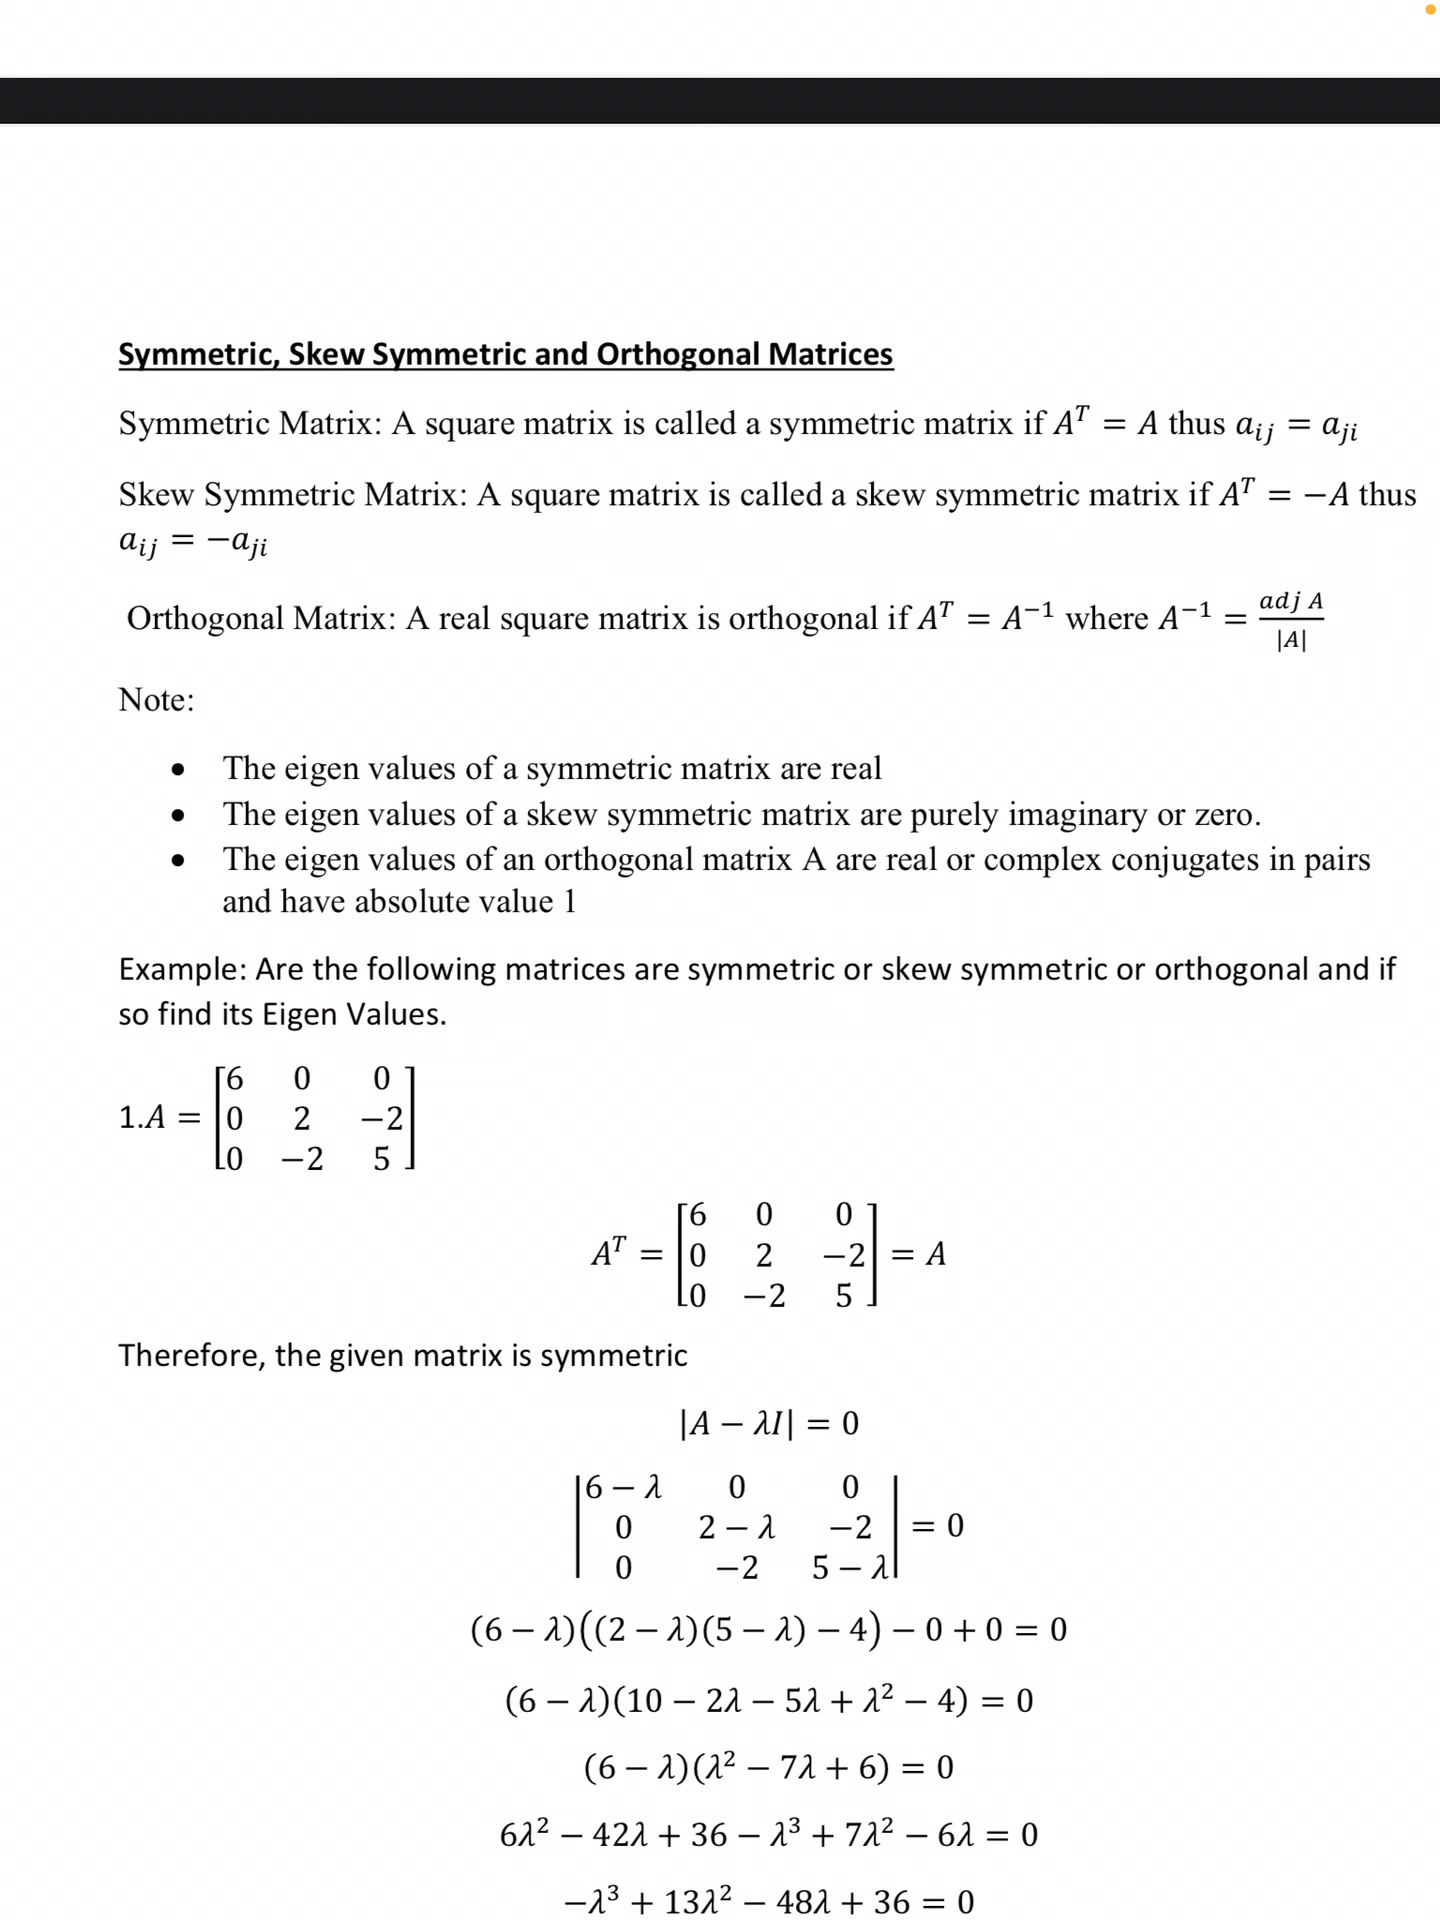 Symmetric, Skew Symmetric and Orthogonal Matrices
Symmetric Matrix: A square matrix is called a symmetric matrix if Aᵀ = A thus aᵢⱼ = aⱼᵢ
Skew Symmetric Matrix: A square matrix is called a skew symmetric matrix if Aᵀ = −A thus
aᵢⱼ = −aⱼᵢ
Orthogonal Matrix: A real square matrix is orthogonal if Aᵀ = A⁻¹ where A⁻¹ = adj A / |A|
Note:
• The eigen values of a symmetric matrix are real
• The eigen values of a skew symmetric matrix are purely imaginary or zero.
• The eigen values of an orthogonal matrix A are real or complex conjugates in pairs
and have absolute value 1
Example: Are the following matrices are symmetric or skew symmetric or orthogonal and if
so find its Eigen Values.
[6 0 0]
1.A = [0 2 −2]
[0 −2 5]
[6 0 0]
Aᵀ = [0 2 −2] = A
[0 −2 5]
Therefore, the given matrix is symmetric
|A − λI| = 0
|6 − λ 0 0|
|0 2 − λ −2| = 0
|0 −2 5 − λ|
(6 − λ)((2 − λ)(5 − λ) − 4) − 0 + 0 = 0
(6 − λ)(10 − 2λ − 5λ + λ² − 4) = 0
(6 − λ)(λ² − 7λ + 6) = 0
6λ² − 42λ + 36 − λ³ + 7λ² − 6λ = 0
−λ³ + 13λ² − 48λ + 36 = 0